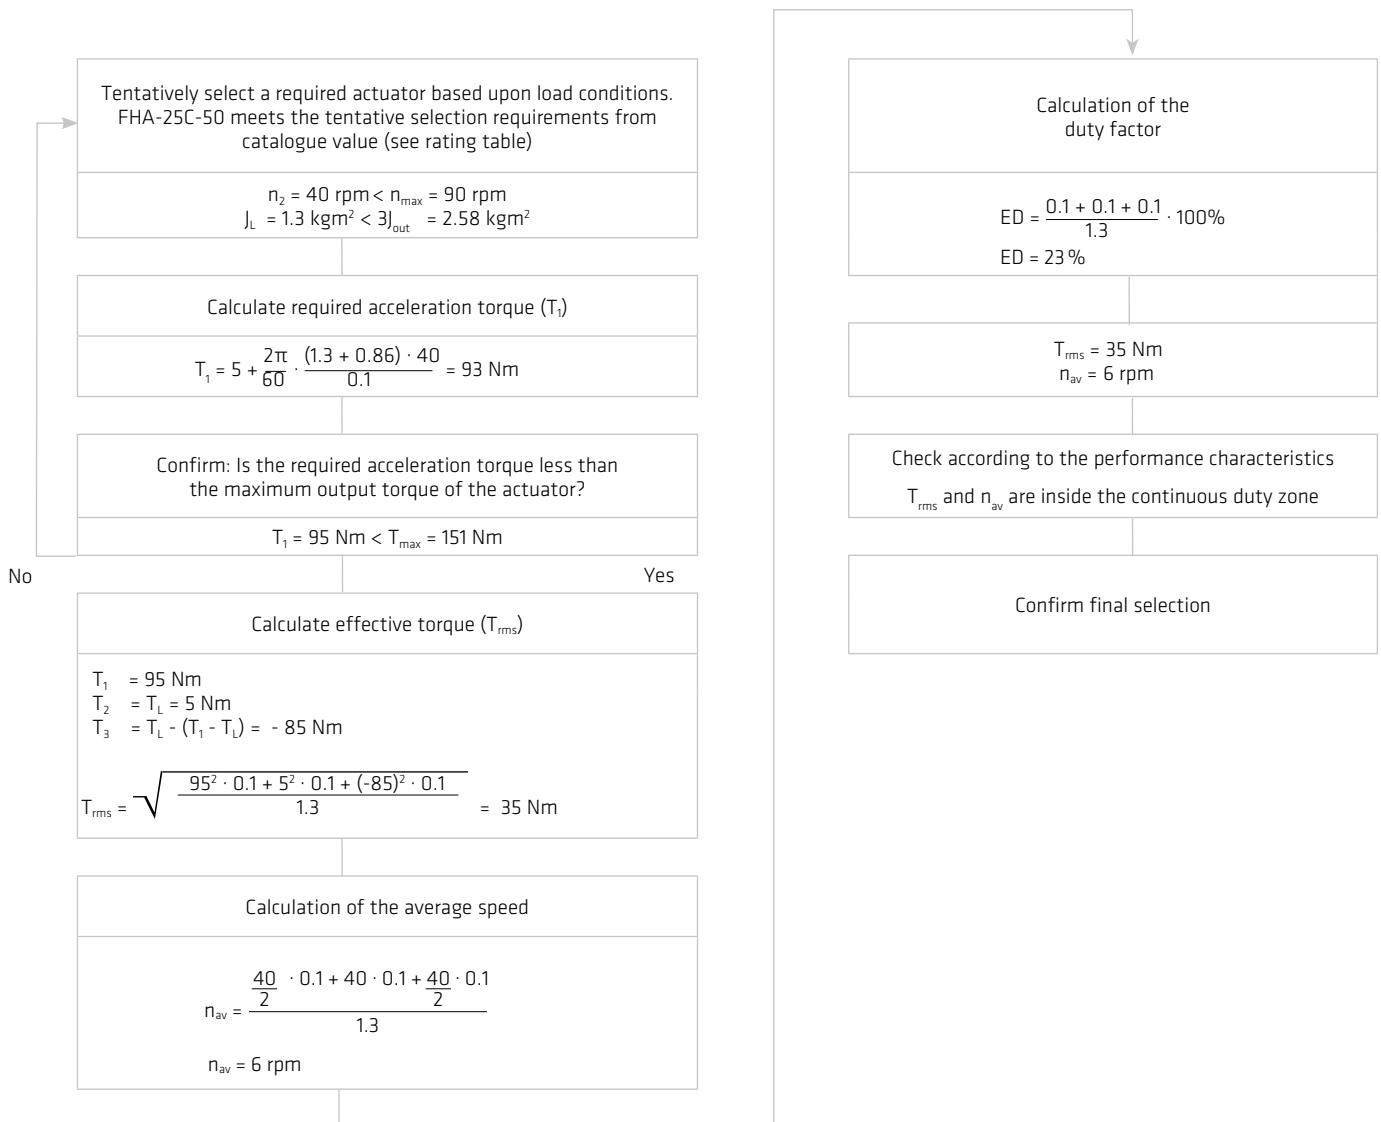 Tentatively select a required actuator based upon load conditions.
FHA-25C-50 meets the tentative selection requirements from
catalogue value (see rating table)
n₂ = 40 rpm < nmax = 90 rpm
JL = 1.3 kgm² < 3Jout = 2.58 kgm²
Calculate required acceleration torque (T₁)
T₁ = 5 + 2π/60 · (1.3 + 0.86) · 40/0.1 = 93 Nm
Confirm: Is the required acceleration torque less than
the maximum output torque of the actuator?
T₁ = 95 Nm < Tmax = 151 Nm
No
Yes
Calculate effective torque (Trms)
T₁ = 95 Nm
T₂ = TL = 5 Nm
T₃ = TL - (T₁ - TL) = - 85 Nm
Trms = √ 95² · 0.1 + 5² · 0.1 + (-85)² · 0.1 / 1.3 = 35 Nm
Calculation of the average speed
nav = 40/2 · 0.1 + 40 · 0.1 + 40/2 · 0.1 / 1.3
nav = 6 rpm
Calculation of the
duty factor
ED = 0.1 + 0.1 + 0.1 / 1.3 · 100%
ED = 23 %
Trms = 35 Nm
nav = 6 rpm
Check according to the performance characteristics
Trms and nav are inside the continuous duty zone
Confirm final selection